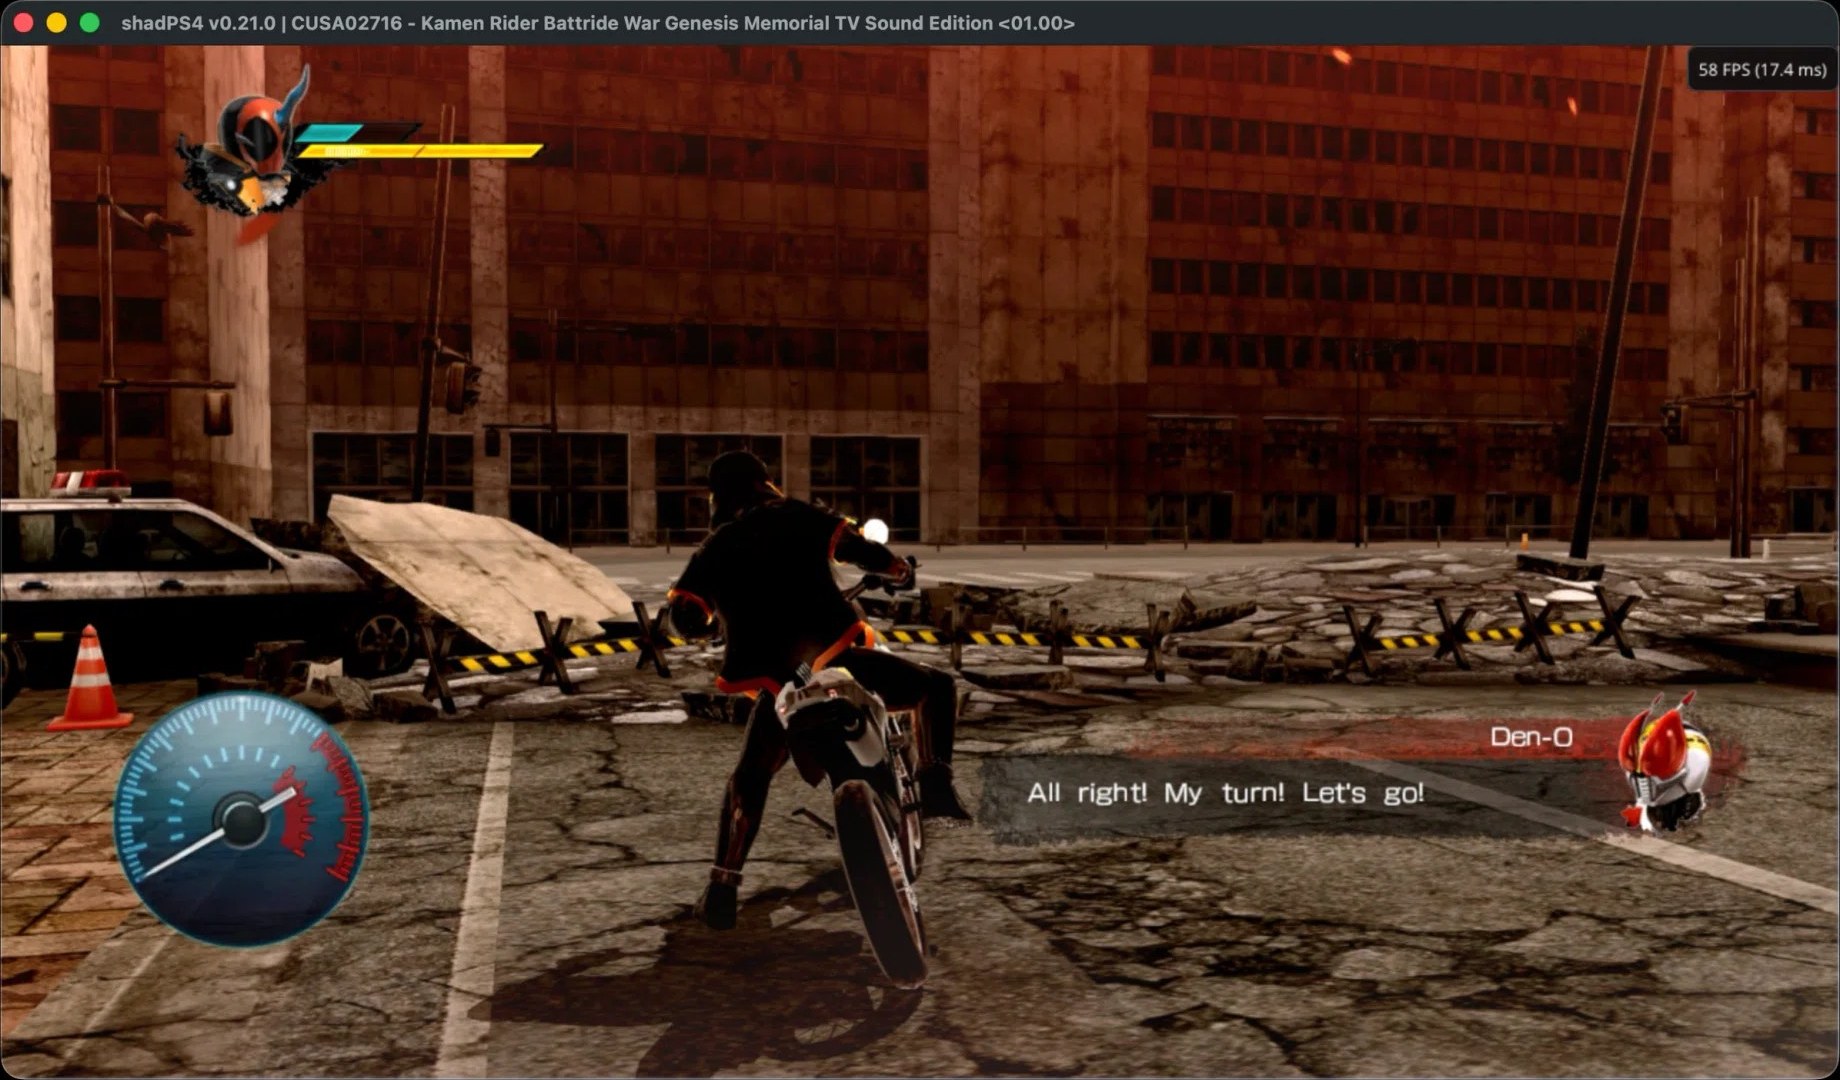 shadPS4 v0.21.0 | CUSA02716 - Kamen Rider Battride War Genesis Memorial TV Sound Edition <01.00>
58 FPS (17.4 ms)
Den-O
All right! My turn! Let's go!